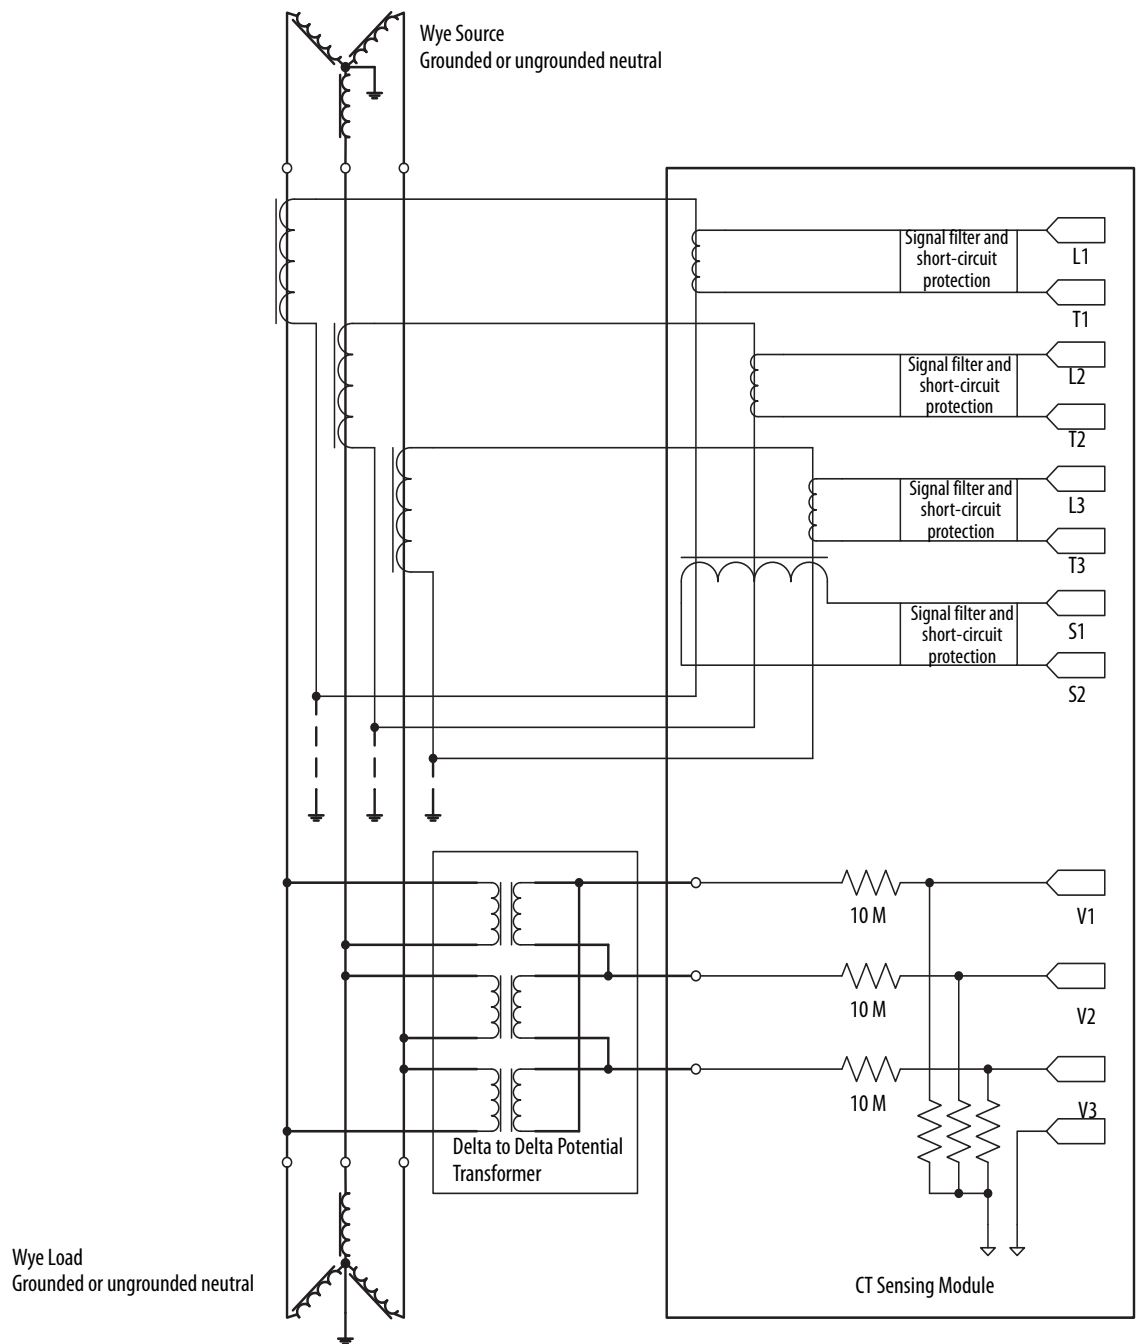 Wye Source
Grounded or ungrounded neutral
Signal filter and
short-circuit
protection
L1
T1
Signal filter and
short-circuit
protection
L2
T2
Signal filter and
short-circuit
protection
L3
T3
Signal filter and
short-circuit
protection
S1
S2
10 M
V1
10 M
V2
10 M
V3
Delta to Delta Potential
Transformer
Wye Load
Grounded or ungrounded neutral
CT Sensing Module